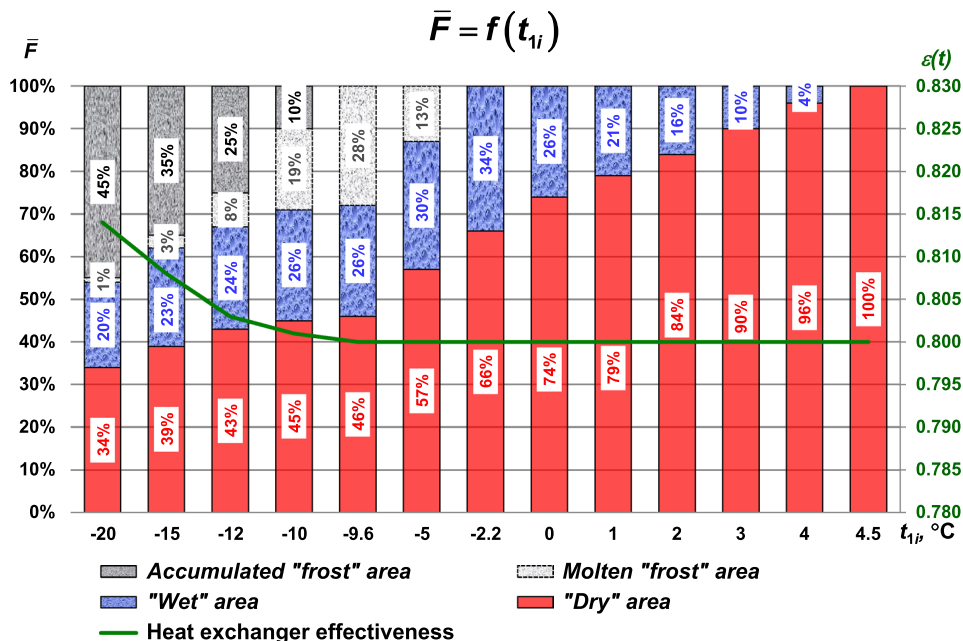 F̄ = f(t₁ᵢ)
F̄ ε(t)
100% 0.830
90% 0.825
80% 0.820
70% 0.815
60% 0.810
50% 0.805
40% 0.800
30% 0.795
20% 0.790
10% 0.785
0% 0.780
45% 35% 25% 10%
1% 3% 8% 19% 28% 13%
20% 23% 24% 26% 26% 30% 34% 26% 21% 16% 10% 4%
34% 39% 43% 45% 46% 57% 66% 74% 79% 84% 90% 96% 100%
-20 -15 -12 -10 -9.6 -5 -2.2 0 1 2 3 4 4.5 t₁ᵢ, °C
Accumulated "frost" area Molten "frost" area
"Wet" area "Dry" area
Heat exchanger effectiveness